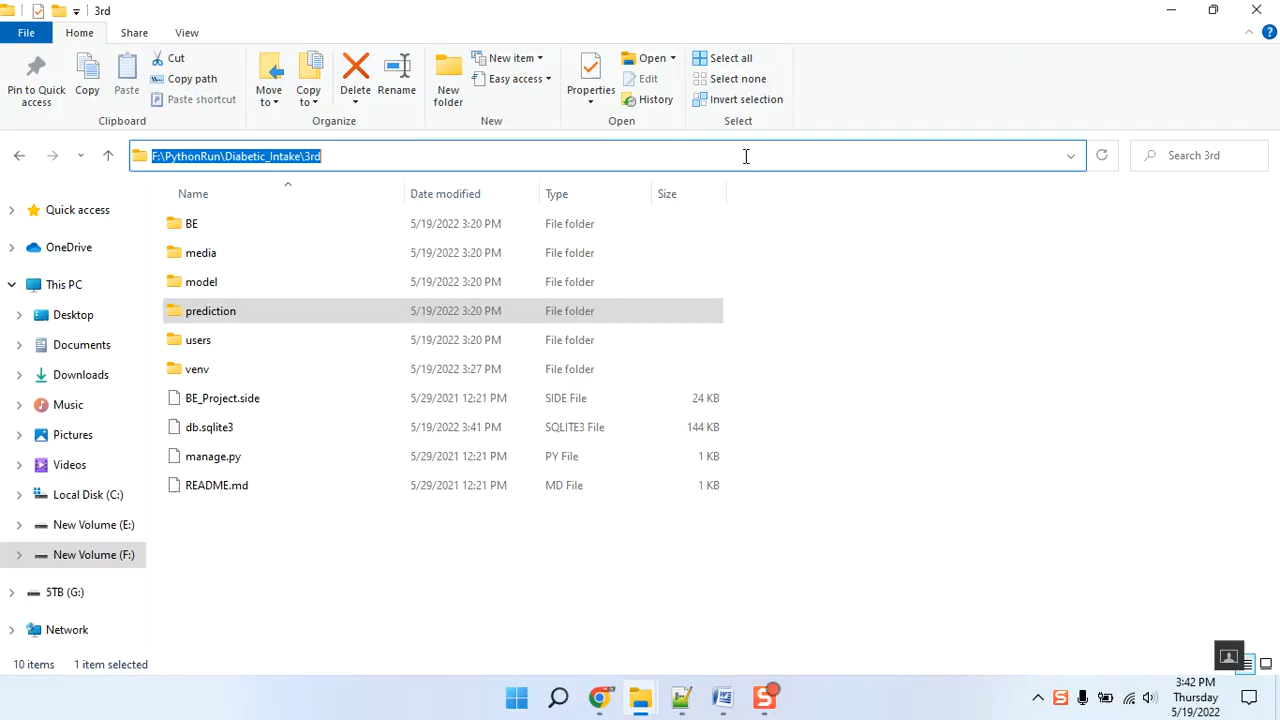 3rd
File Home Share View
Pin to Quick access
Copy
Paste
Cut
Copy path
Paste shortcut
Clipboard
Move to
Copy to
Delete
Rename
Organize
New folder
New item
Easy access
New
Properties
Open
Edit
History
Open
Select all
Select none
Invert selection
Select
F:\PythonRun\Diabetic_Intake\3rd
Search 3rd
Quick access
OneDrive
This PC
Desktop
Documents
Downloads
Music
Pictures
Videos
Local Disk (C:)
New Volume (E:)
New Volume (F:)
5TB (G:)
Network
Name Date modified Type Size
BE 5/19/2022 3:20 PM File folder
media 5/19/2022 3:20 PM File folder
model 5/19/2022 3:20 PM File folder
prediction 5/19/2022 3:20 PM File folder
users 5/19/2022 3:20 PM File folder
venv 5/19/2022 3:27 PM File folder
BE_Project.side 5/29/2021 12:21 PM SIDE File 24 KB
db.sqlite3 5/19/2022 3:41 PM SQLITE3 File 144 KB
manage.py 5/29/2021 12:21 PM PY File 1 KB
README.md 5/29/2021 12:21 PM MD File 1 KB
10 items 1 item selected
3:42 PM
Thursday
5/19/2022